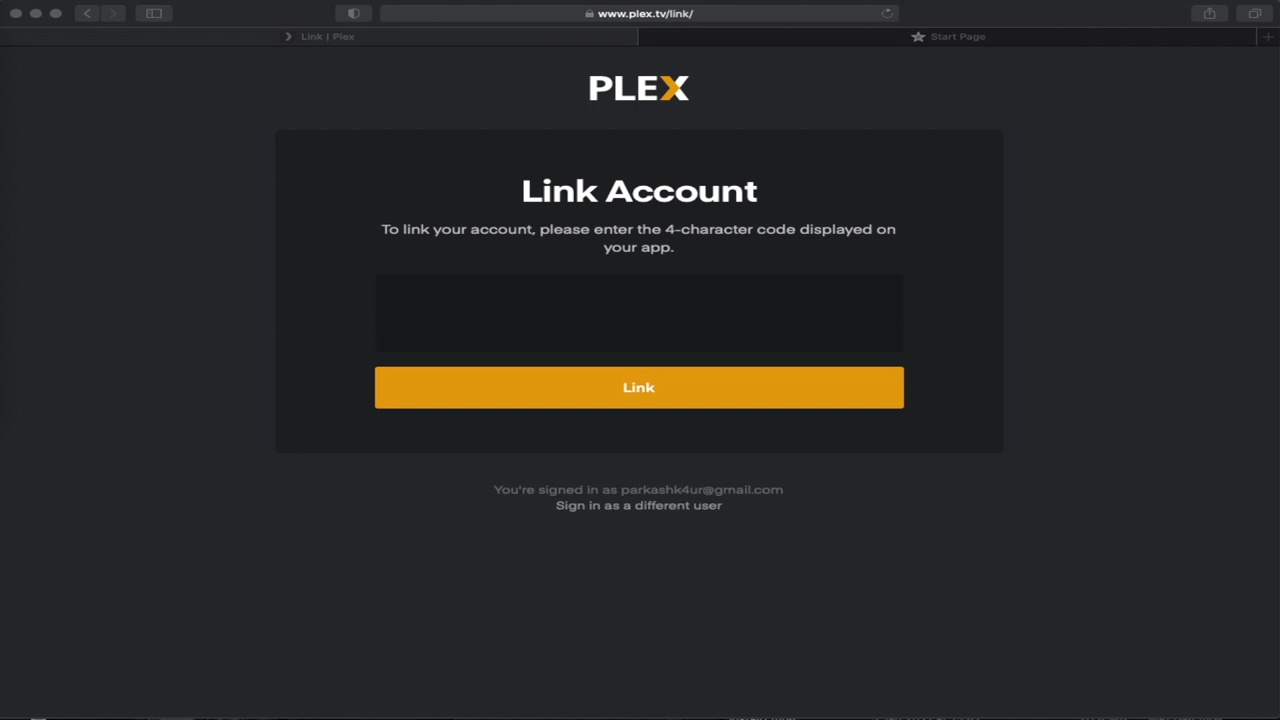 www.plex.tv/link/
Link | Plex
Start Page
PLEX
Link Account
To link your account, please enter the 4-character code displayed on
your app.
Link
You're signed in as parkashk4ur@gmail.com
Sign in as a different user